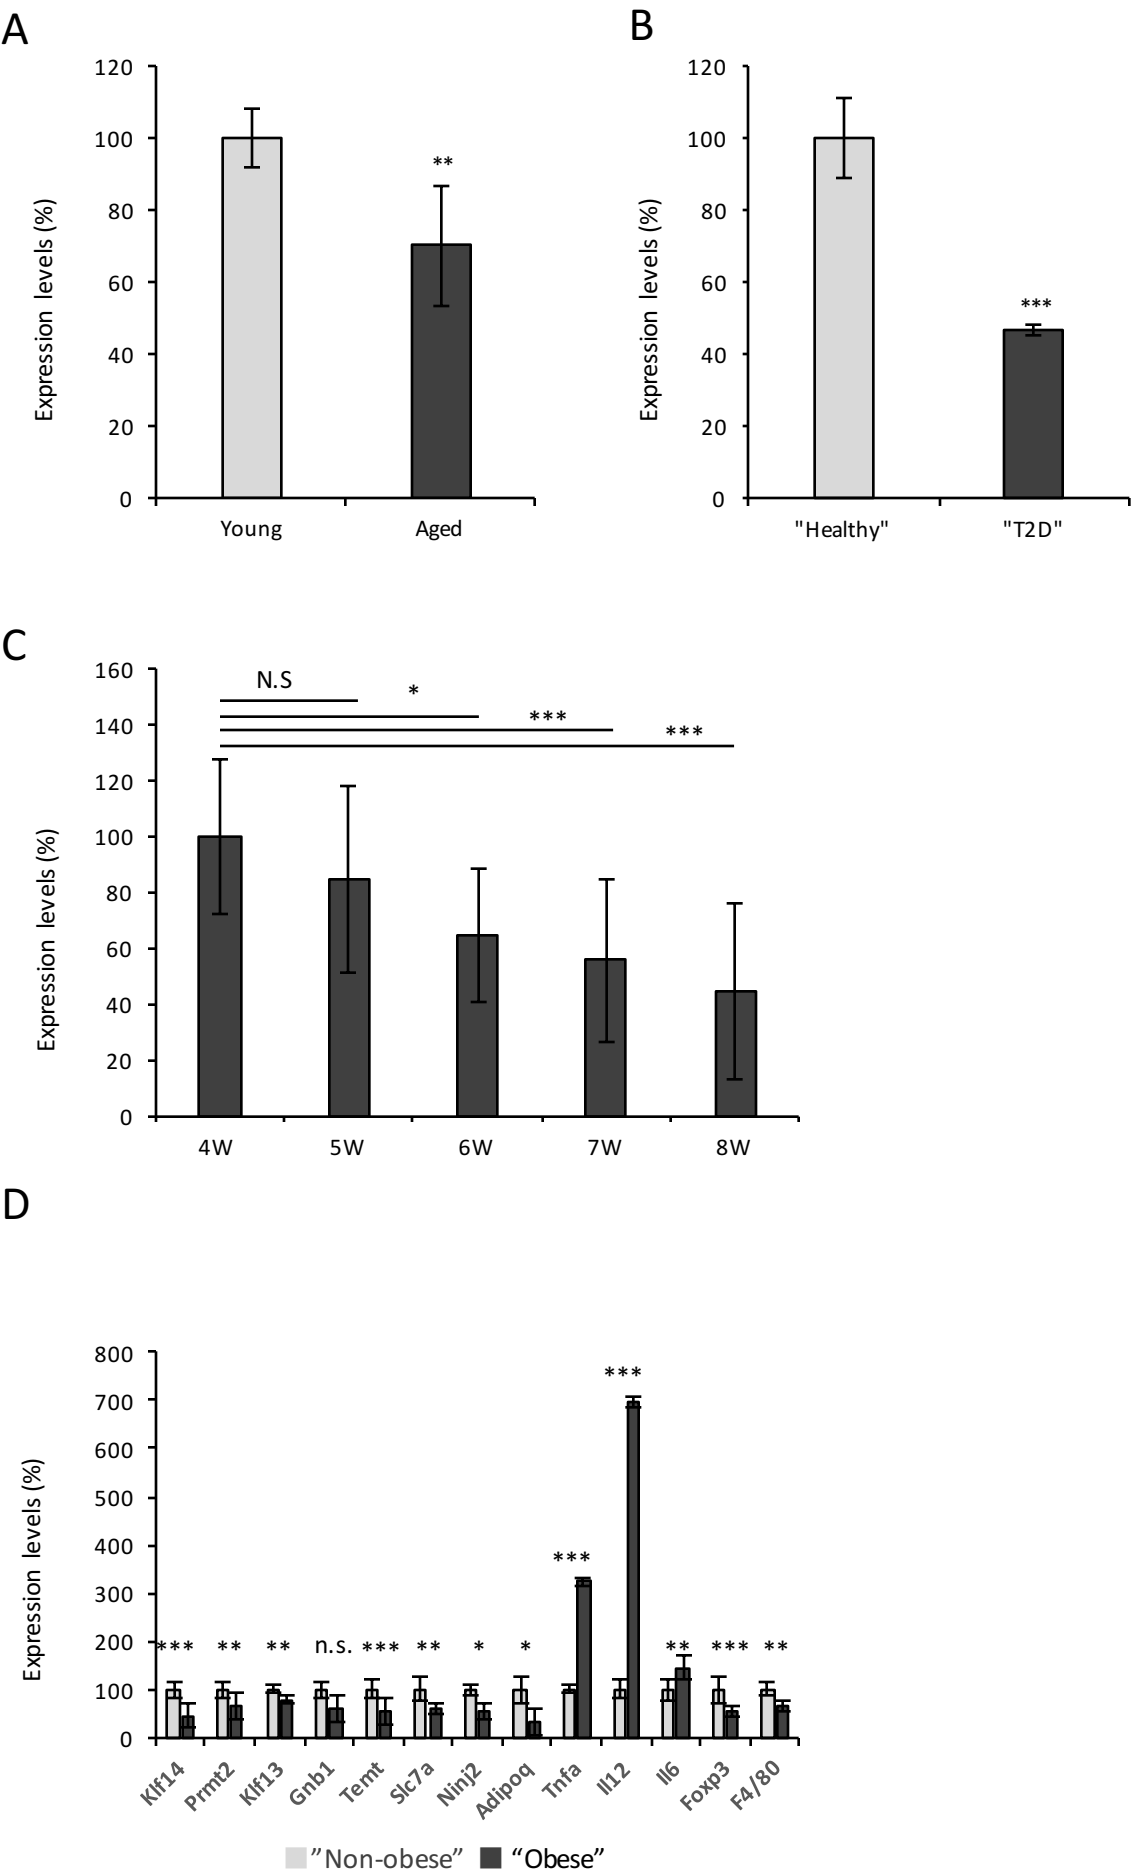 A
120
100
80
60
40
20
0
Expression levels (%)
**
Young
Aged
B
120
100
80
60
40
20
0
Expression levels (%)
***
"Healthy"
"T2D"
C
160
140
120
100
80
60
40
20
0
Expression levels (%)
N.S
*
***
***
4W
5W
6W
7W
8W
D
800
700
600
500
400
300
200
100
0
Expression levels (%)
***
**
**
n.s.
***
**
*
*
***
***
**
***
**
Klf14
Prmt2
Klf13
Gnb1
Temt
Slc7a
Ninj2
Adipoq
Tnfa
Il12
Il6
Foxp3
F4/80
”Non-obese”
“Obese”